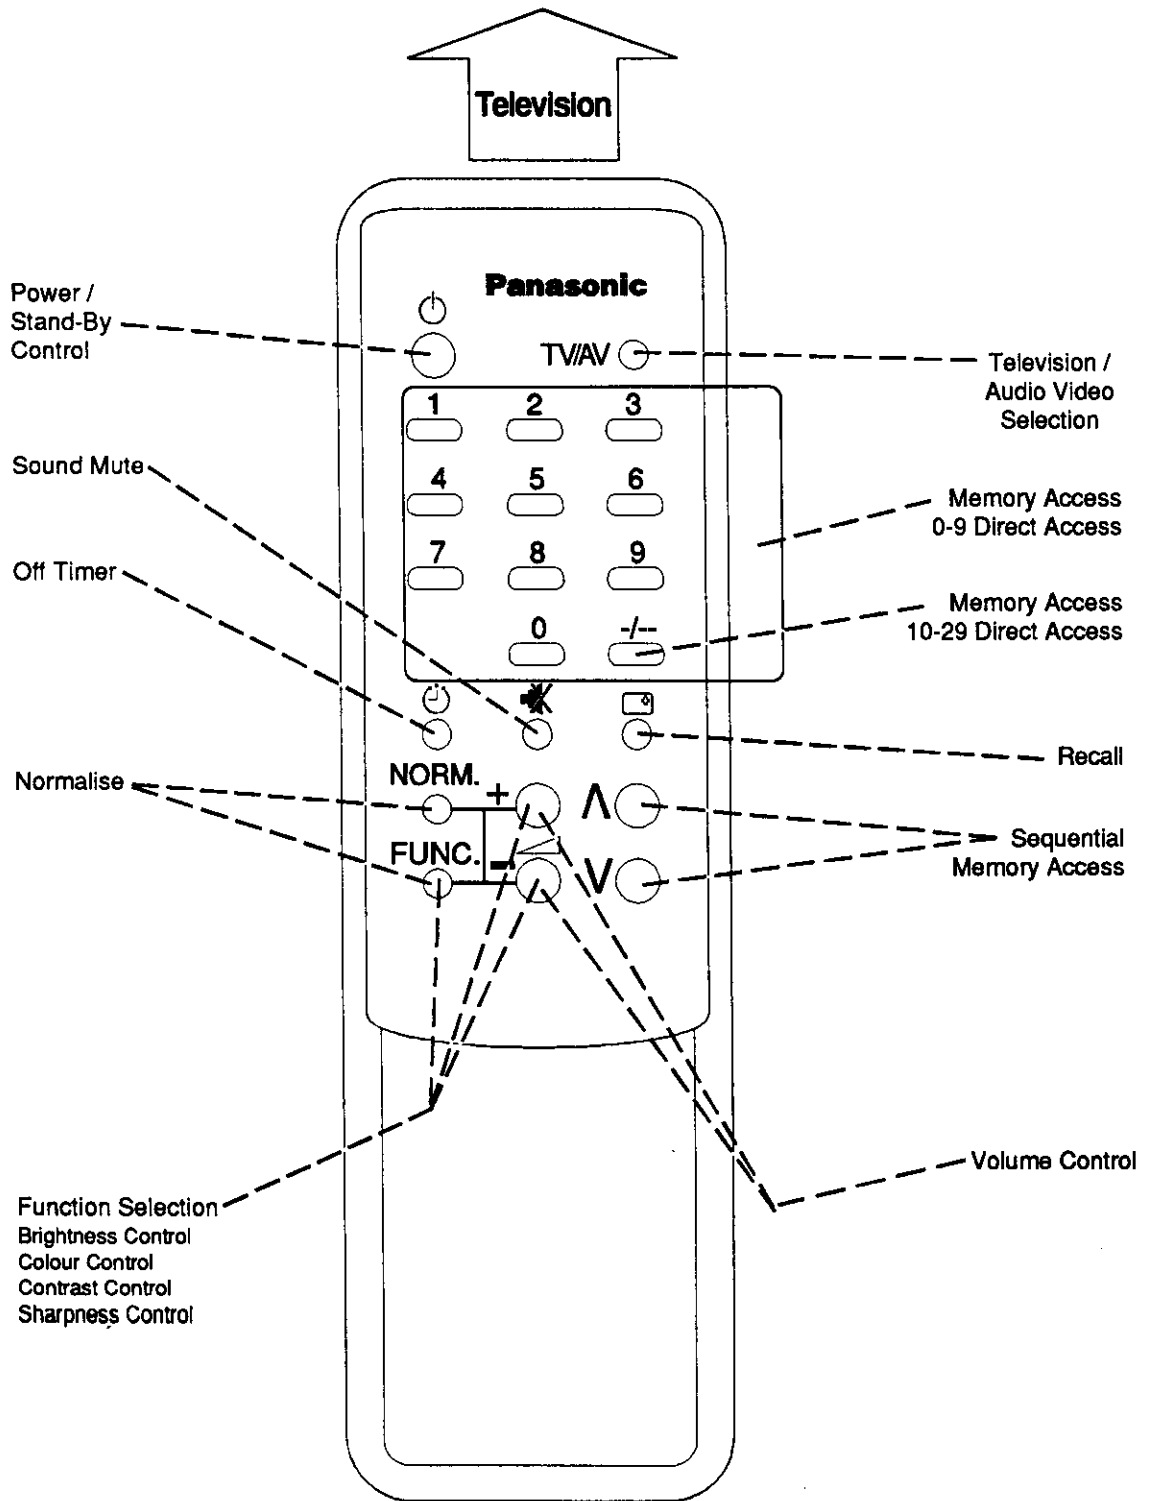 Television
Panasonic
Power /
Stand-By
Control
TV/AV
Television /
Audio Video
Selection
1 2 3
Sound Mute
4 5 6
Memory Access
0-9 Direct Access
Off Timer
7 8 9
Memory Access
10-29 Direct Access
0 -/--
Recall
Normalise
NORM. +
Λ
Sequential
Memory Access
FUNC. -
V
Volume Control
Function Selection
Brightness Control
Colour Control
Contrast Control
Sharpness Control